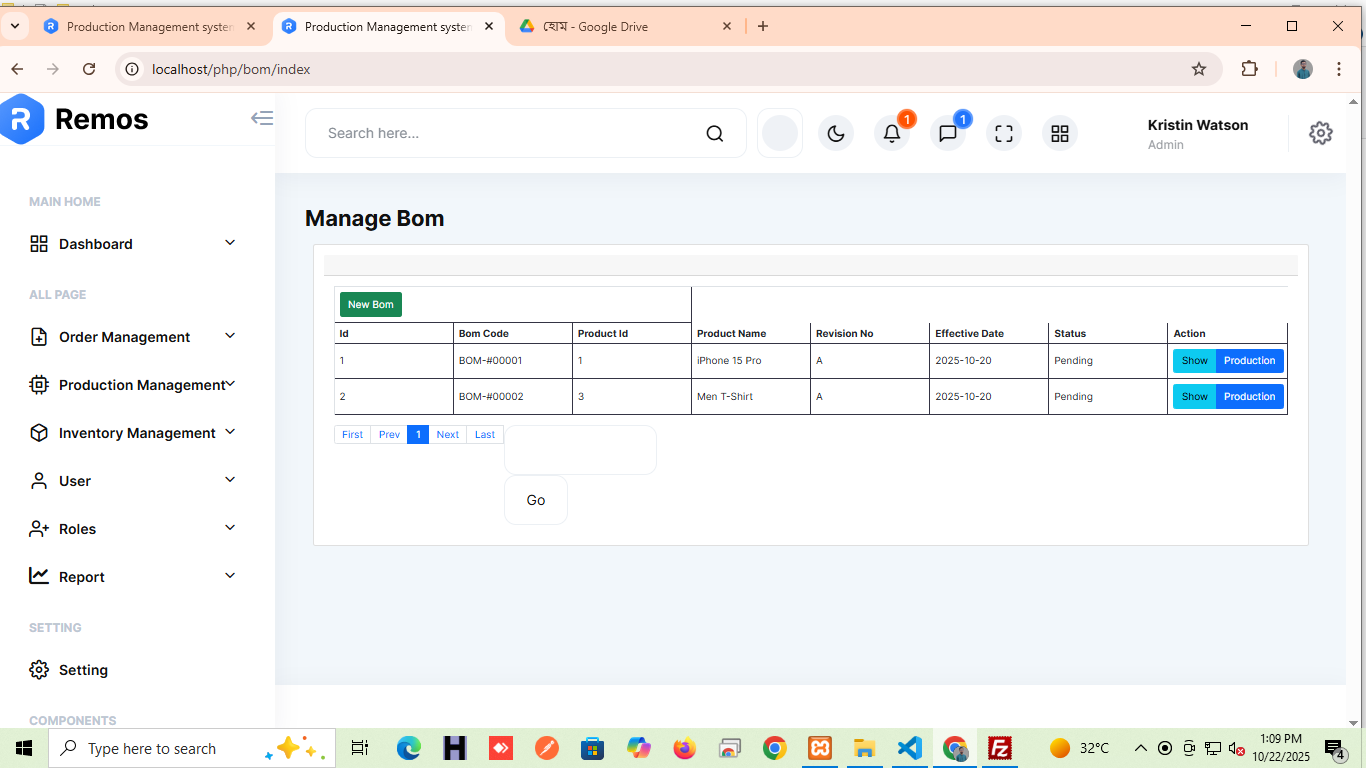 Production Management system
Production Management system
হোম - Google Drive
localhost/php/bom/index
R
Remos
Search here...
1
1
Kristin Watson
Admin
MAIN HOME
Dashboard
ALL PAGE
Order Management
Production Management
Inventory Management
User
Roles
Report
SETTING
Setting
COMPONENTS
Manage Bom
New Bom
Id Bom Code Product Id Product Name Revision No Effective Date Status Action
1 BOM-#00001 1 iPhone 15 Pro A 2025-10-20 Pending Show Production
2 BOM-#00002 3 Men T-Shirt A 2025-10-20 Pending Show Production
First Prev 1 Next Last
Go
Type here to search
32°C
1:09 PM
10/22/2025
4